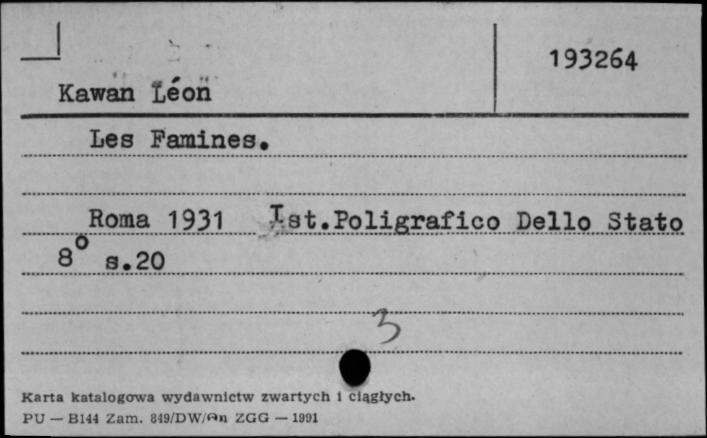 193264
Kawan Léon
Les Famines.
Roma 1931 Ist.Poligrafico Dello Stato
8° s.20
3
Karta katalogowa wydawnictw zwartych i ciągłych.
PU — B144 Zam. 849/DW/An ZGG — 1991